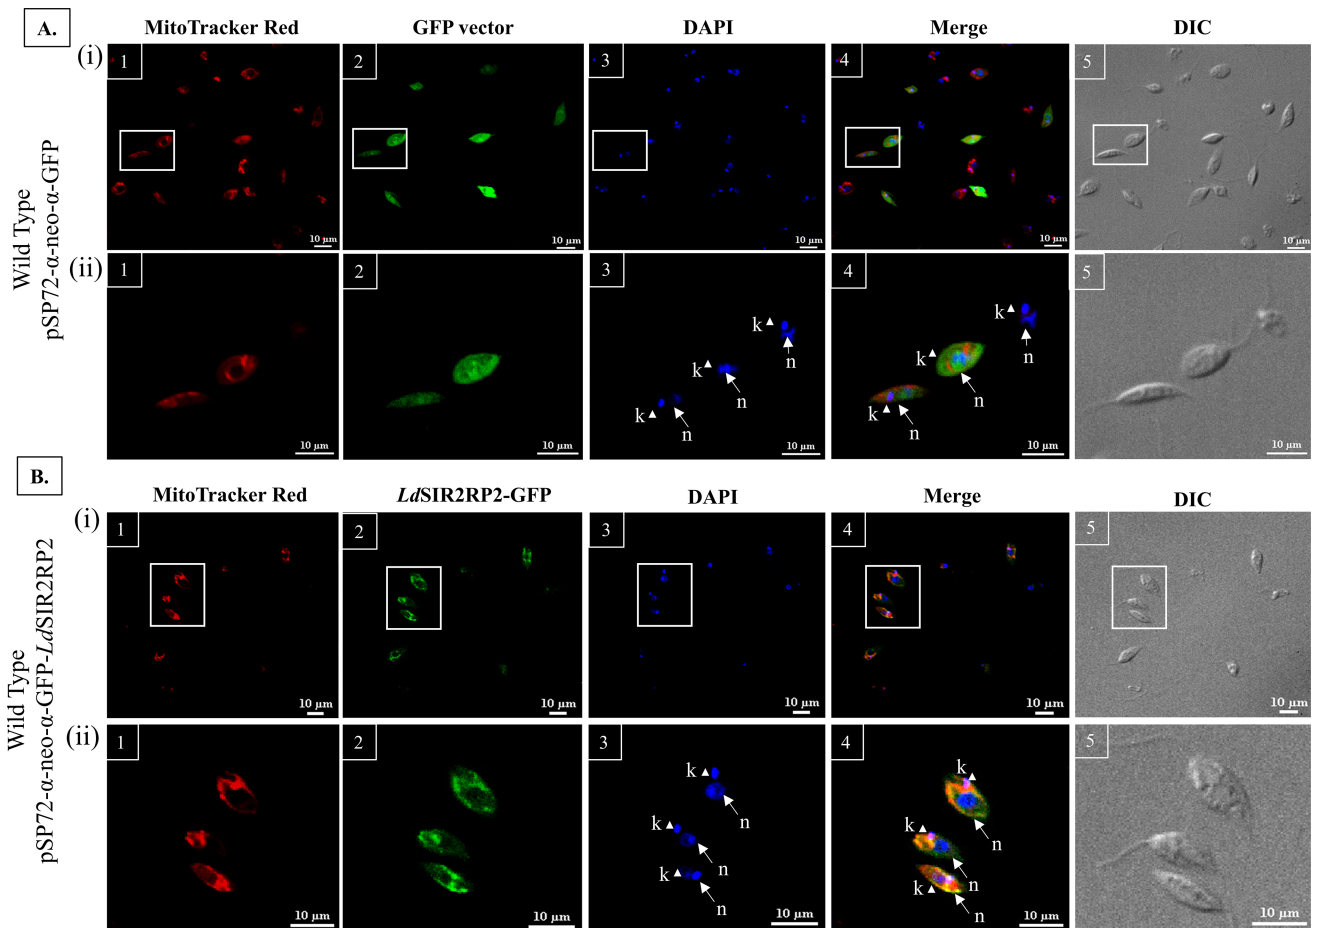 A.
MitoTracker Red GFP vector DAPI Merge DIC
Wild Type
pSP72-α-neo-α-GFP
(i)
1 2 3 4 5
10 μm 10 μm 10 μm 10 μm 10 μm
(ii)
1 2 3 4 5
k n k n k n
k n k n k n
10 μm 10 μm 10 μm 10 μm 10 μm
B.
MitoTracker Red LdSIR2RP2-GFP DAPI Merge DIC
Wild Type
pSP72-α-neo-α-GFP-LdSIR2RP2
(i)
1 2 3 4 5
10 μm 10 μm 10 μm 10 μm 10 μm
(ii)
1 2 3 4 5
k n k n k n
k n k n k n
10 μm 10 μm 10 μm 10 μm 10 μm